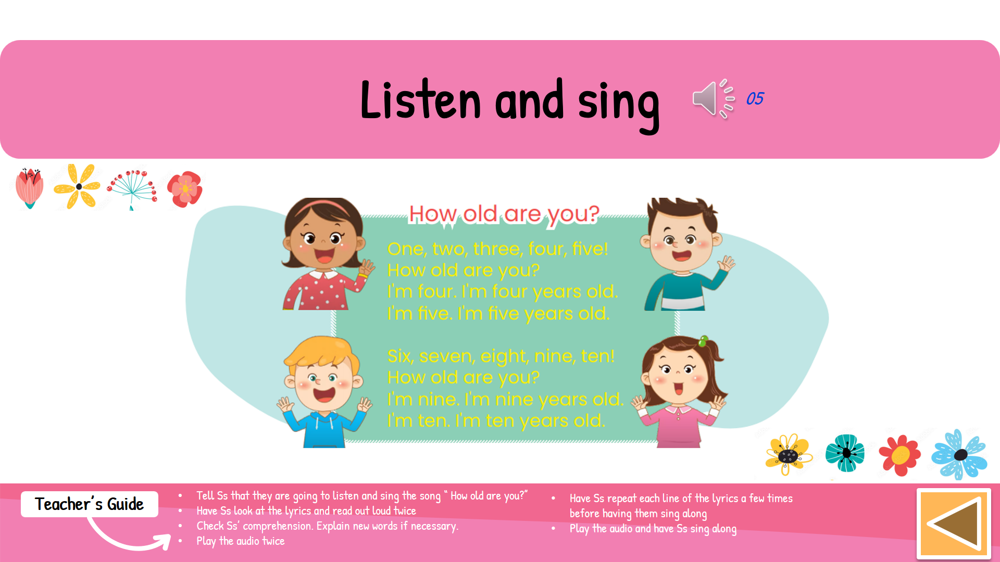 Listen and sing
05
How old are you?
One, two, three, four, five!
How old are you?
I'm four. I'm four years old.
I'm five. I'm five years old.
Six, seven, eight, nine, ten!
How old are you?
I'm nine. I'm nine years old.
I'm ten. I'm ten years old.
Teacher’s Guide
• Tell Ss that they are going to listen and sing the song “ How old are you?”
• Have Ss look at the lyrics and read out loud twice
• Check Ss’ comprehension. Explain new words if necessary.
• Play the audio twice
• Have Ss repeat each line of the lyrics a few times
before having them sing along
• Play the audio and have Ss sing along